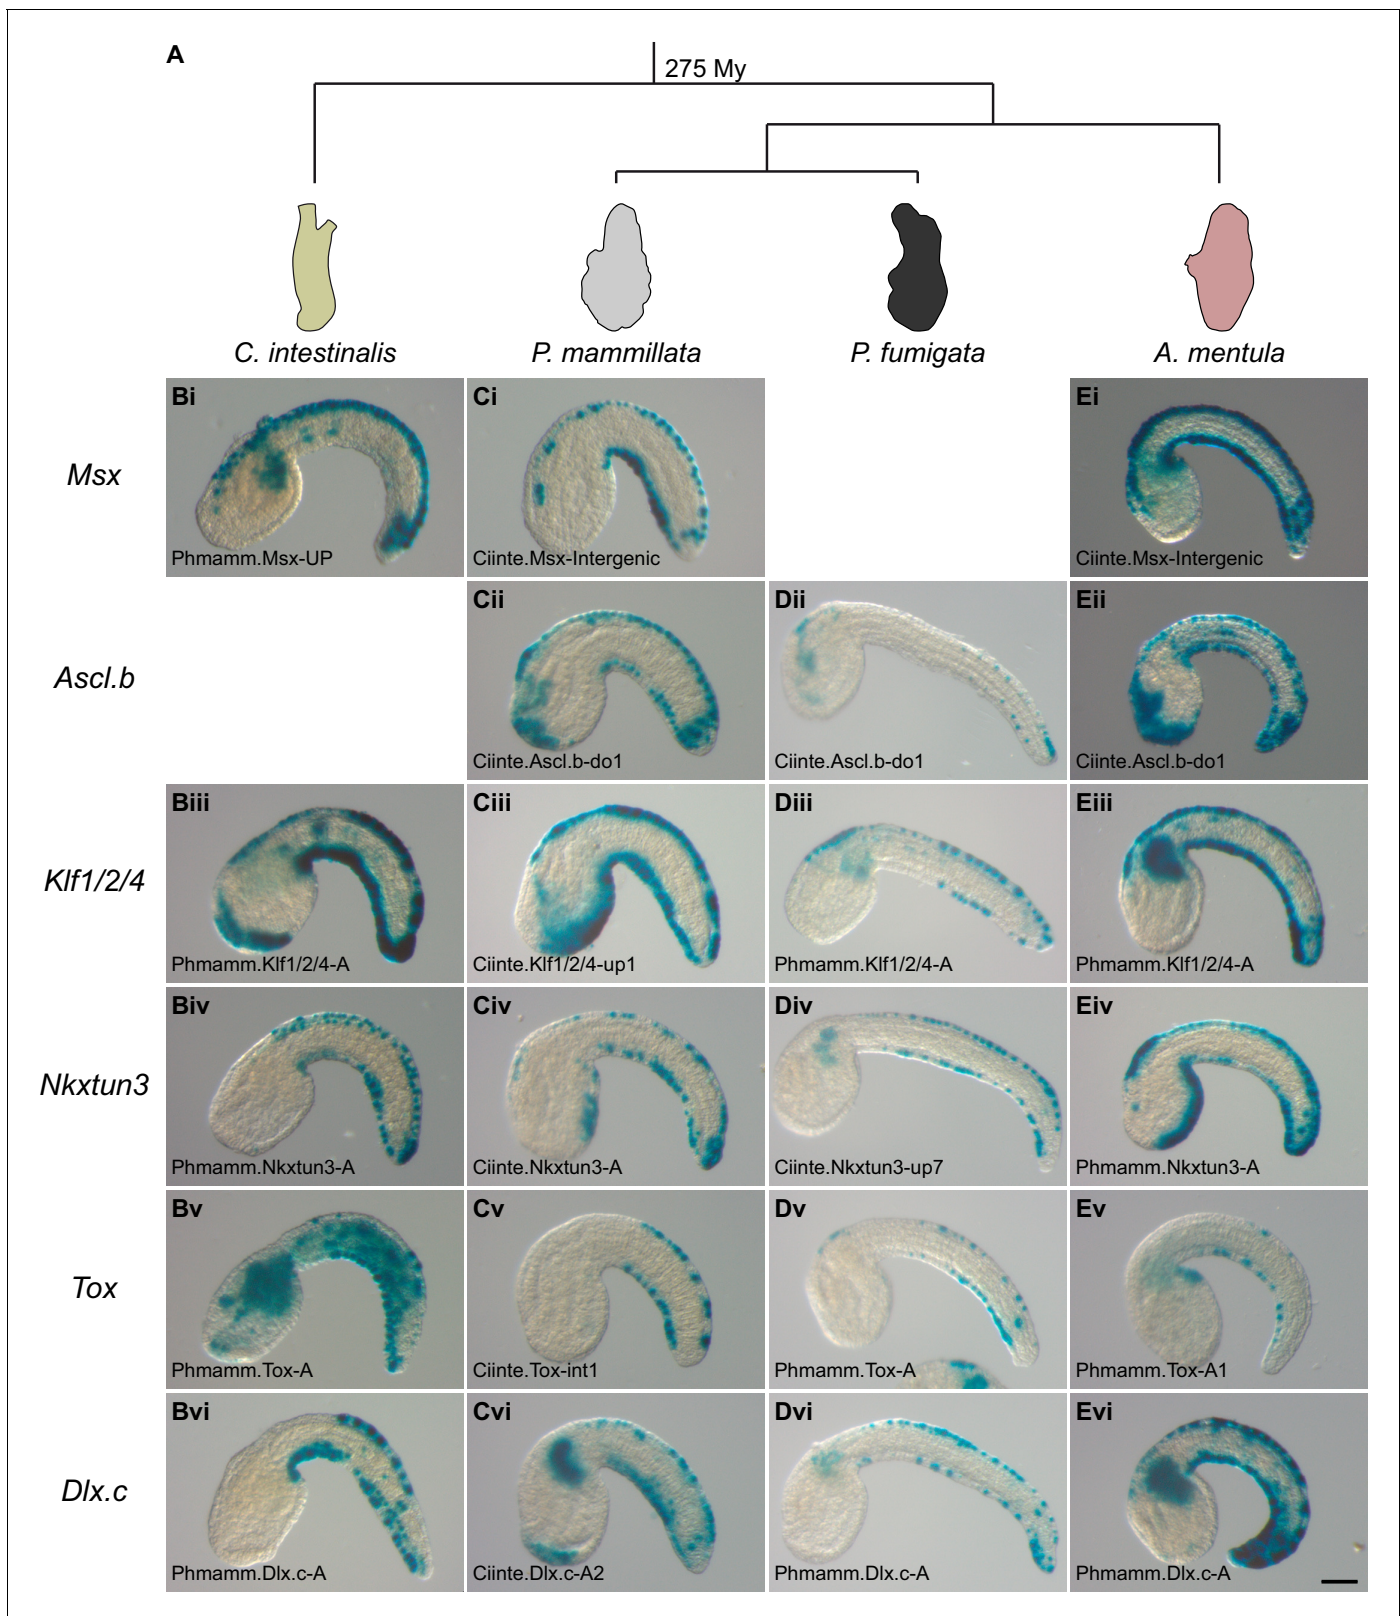 A
275 My
C. intestinalis P. mammillata P. fumigata A. mentula
Msx
Bi Ci Ei
Phmamm.Msx-UP Ciinte.Msx-Intergenic Ciinte.Msx-Intergenic
Ascl.b
Cii Dii Eii
Ciinte.Ascl.b-do1 Ciinte.Ascl.b-do1 Ciinte.Ascl.b-do1
Klf1/2/4
Biii Ciii Diii Eiii
Phmamm.Klf1/2/4-A Ciinte.Klf1/2/4-up1 Phmamm.Klf1/2/4-A Phmamm.Klf1/2/4-A
Nkxtun3
Biv Civ Div Eiv
Phmamm.Nkxtun3-A Ciinte.Nkxtun3-A Ciinte.Nkxtun3-up7 Phmamm.Nkxtun3-A
Tox
Bv Cv Dv Ev
Phmamm.Tox-A Ciinte.Tox-int1 Phmamm.Tox-A Phmamm.Tox-A1
Dlx.c
Bvi Cvi Dvi Evi
Phmamm.Dlx.c-A Ciinte.Dlx.c-A2 Phmamm.Dlx.c-A Phmamm.Dlx.c-A